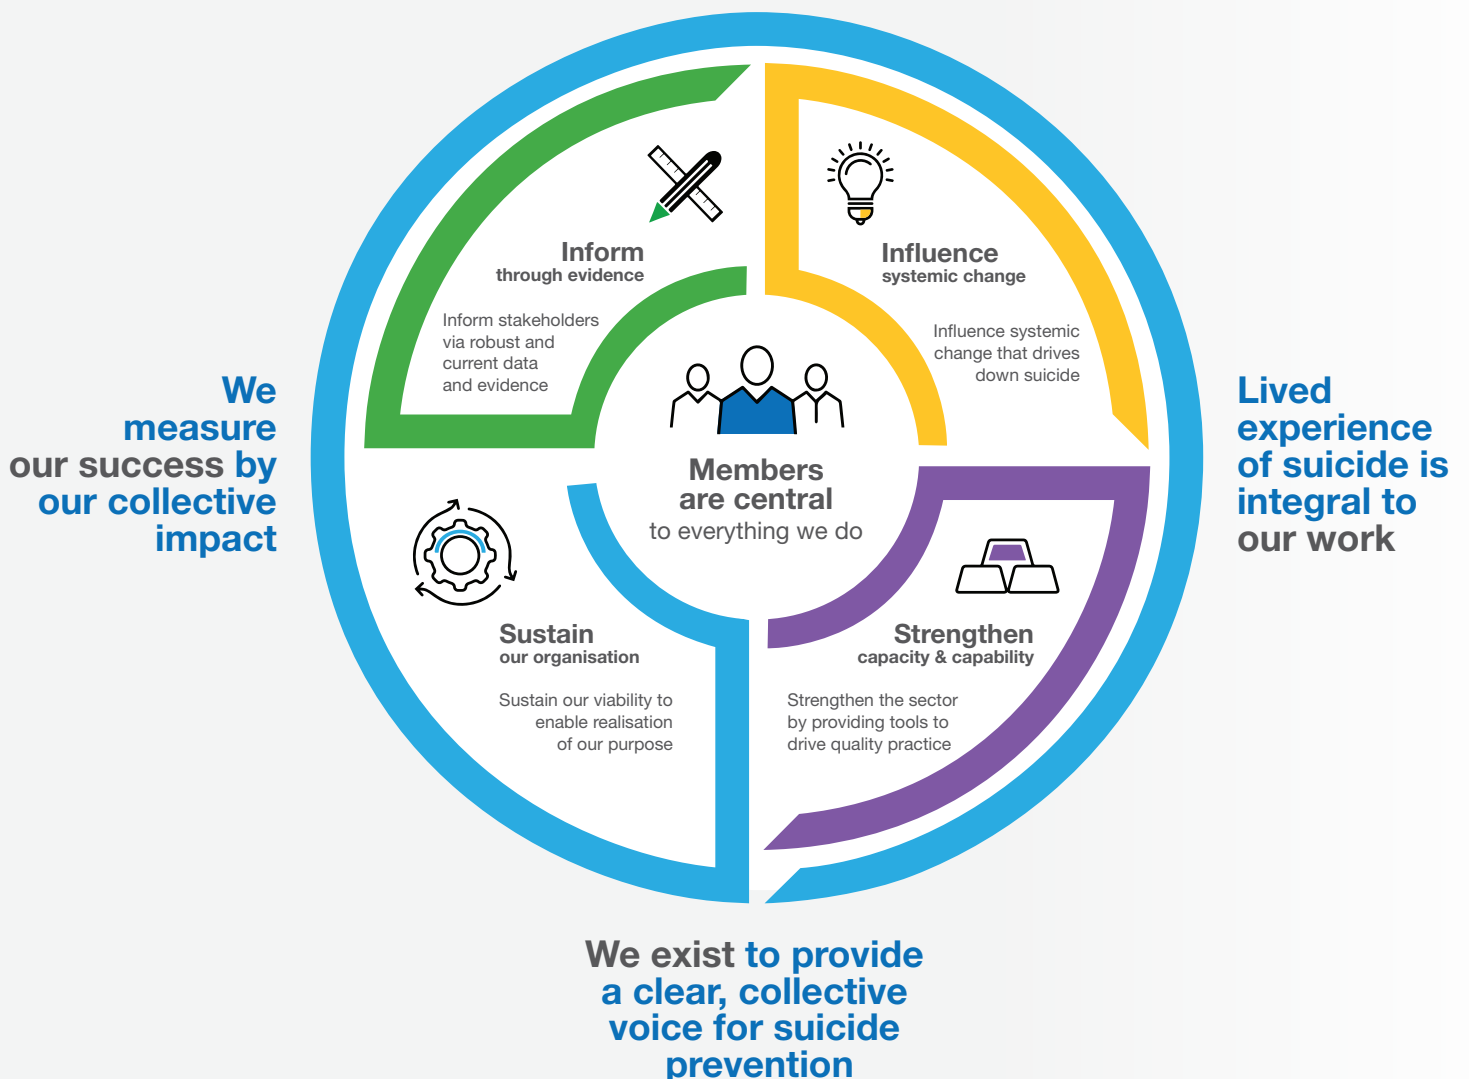 Inform
through evidence
Inform stakeholders
via robust and
current data
and evidence
Influence
systemic change
Influence systemic
change that drives
down suicide
We
measure
our success by
our collective
impact
Members
are central
to everything we do
Lived
experience
of suicide is
integral to
our work
Sustain
our organisation
Sustain our viability to
enable realisation
of our purpose
Strengthen
capacity & capability
Strengthen the sector
by providing tools to
drive quality practice
We exist to provide
a clear, collective
voice for suicide
prevention